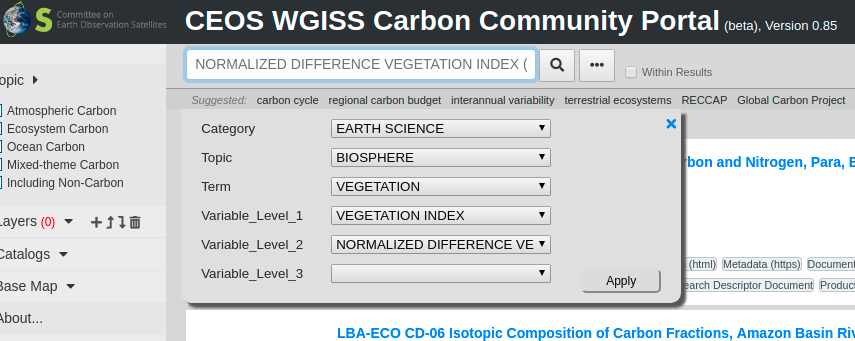 Committee on
Earth Observation Satellites
CEOS WGISS Carbon Community Portal (beta), Version 0.85
NORMALIZED DIFFERENCE VEGETATION INDEX (
Within Results
Suggested: carbon cycle regional carbon budget interannual variability terrestrial ecosystems RECCAP Global Carbon Project
opic
Atmospheric Carbon
Ecosystem Carbon
Ocean Carbon
Mixed-theme Carbon
Including Non-Carbon
Layers (0)
Catalogs
Base Map
About...
Category EARTH SCIENCE
Topic BIOSPHERE
Term VEGETATION
Variable_Level_1 VEGETATION INDEX
Variable_Level_2 NORMALIZED DIFFERENCE VE
Variable_Level_3
Apply
rbon and Nitrogen, Para, B
(html) Metadata (https) Document
earch Descriptor Document Produc
LBA-ECO CD-06 Isotopic Composition of Carbon Fractions, Amazon Basin Riv